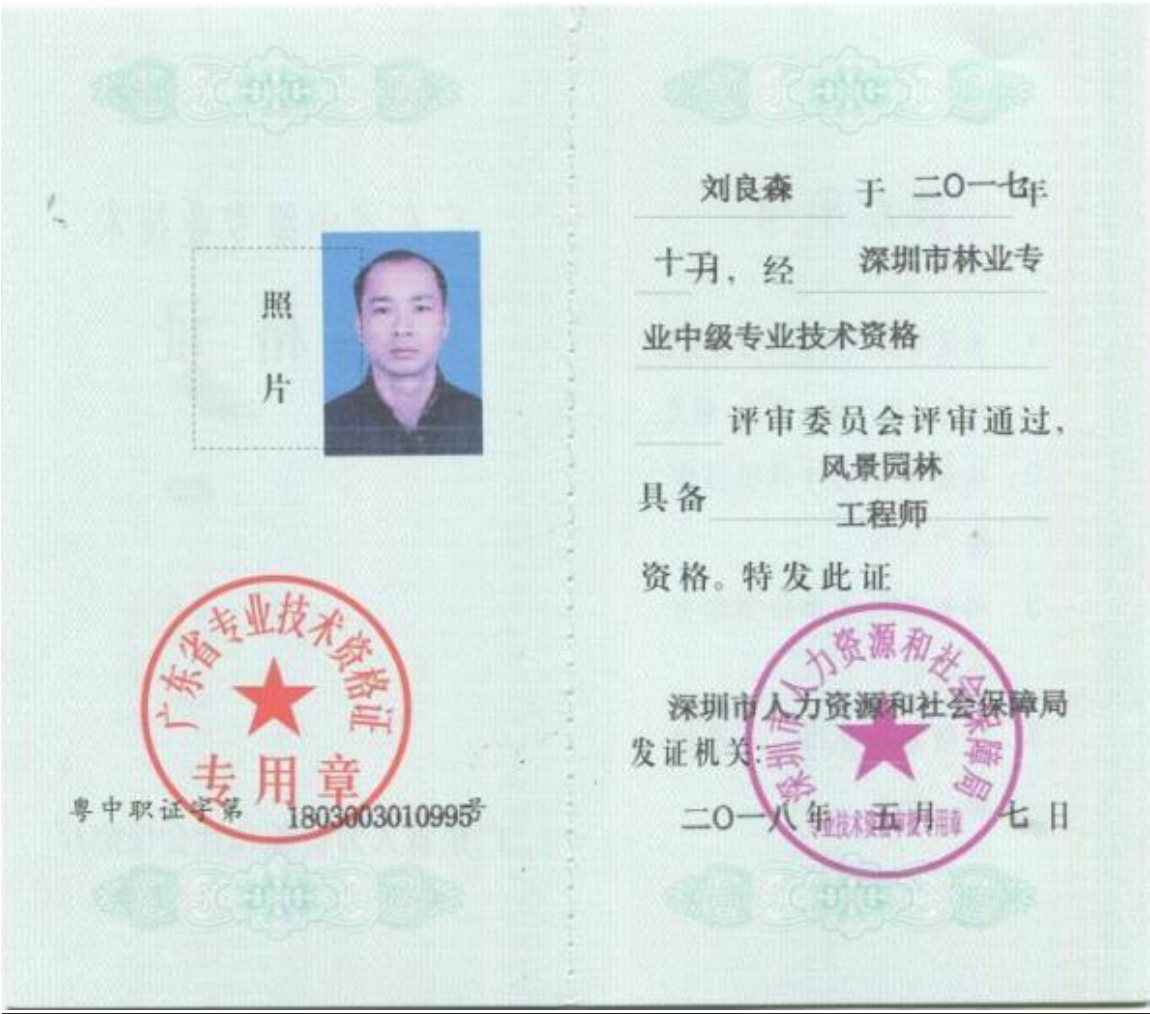 照
片
广东省专业技术资格证
专用章
粤中职证字第 1803003010995号
刘良森 于 二〇一七年
月，经 深圳市林业专
业中级专业技术资格
评审委员会评审通过，
具备 风景园林
工程师
资格。特发此证
深圳市人力资源和社会保障局
深圳市人力资源和社会保障局
发证机关：
二〇一八年 五月 七日